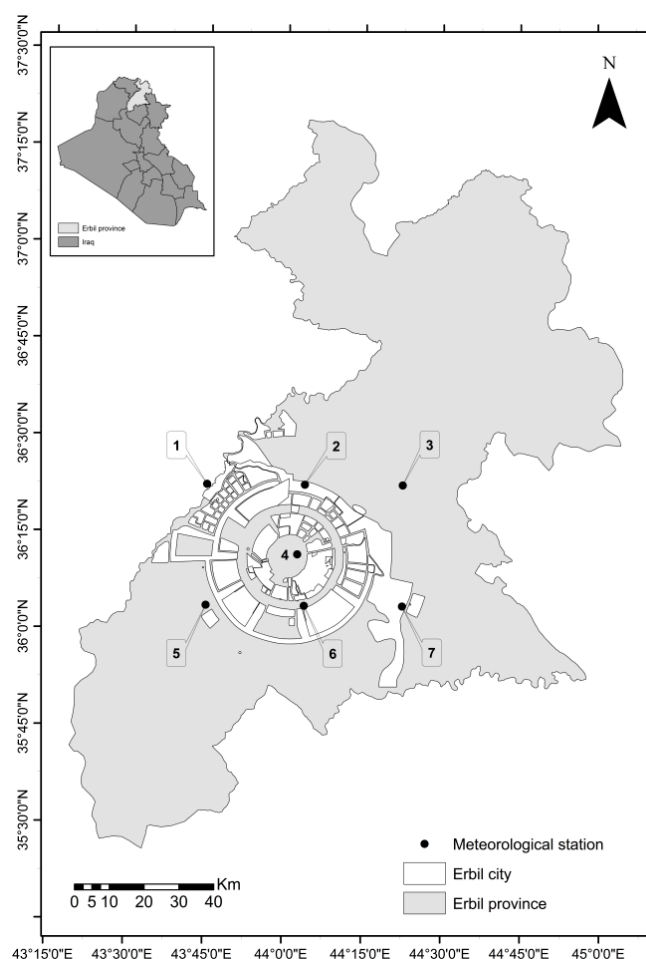 37°30'0"N
37°15'0"N
37°0'0"N
36°45'0"N
36°30'0"N
36°15'0"N
36°0'0"N
35°45'0"N
35°30'0"N
Erbil province
Iraq
N
1
2
3
4
5
6
7
Meteorological station
Erbil city
Erbil province
Km
0 5 10 20 30 40
43°15'0"E 43°30'0"E 43°45'0"E 44°0'0"E 44°15'0"E 44°30'0"E 44°45'0"E 45°0'0"E